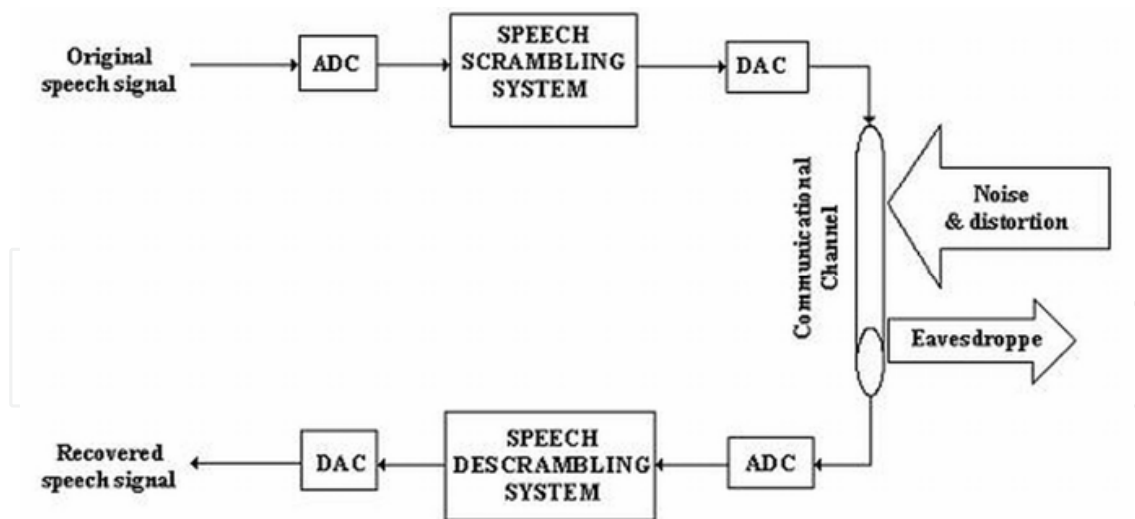 Original
speech signal
ADC
SPEECH
SCRAMBLING
SYSTEM
DAC
Communicational
Channel
Noise
& distortion
Eavesdroppe
Recovered
speech signal
DAC
SPEECH
DESCRAMBLING
SYSTEM
ADC